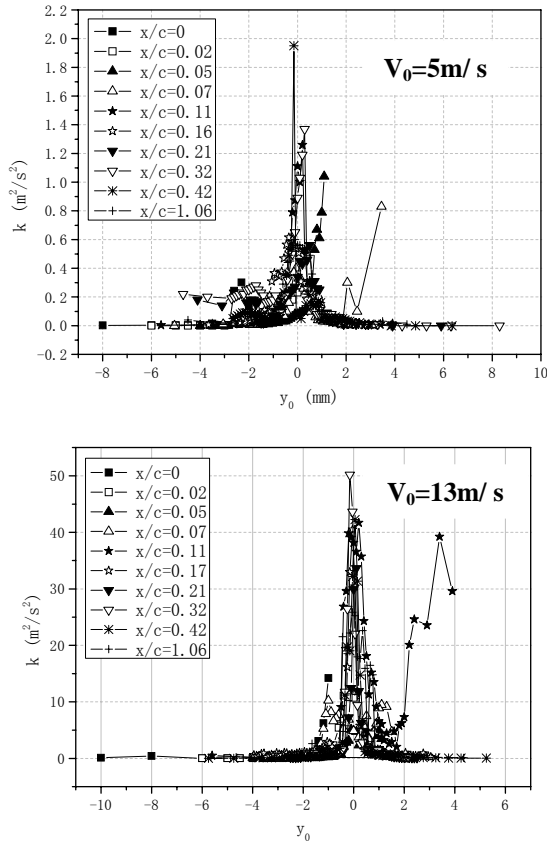 2.2
2.0
1.8
1.6
1.4
1.2
1.0
0.8
0.6
0.4
0.2
0.0
-0.2
k (m²/s²)
x/c=0
x/c=0.02
x/c=0.05
x/c=0.07
x/c=0.11
x/c=0.16
x/c=0.21
x/c=0.32
x/c=0.42
x/c=1.06
V₀=5m/ s
-8 -6 -4 -2 0 2 4 6 8 10
y₀ (mm)
50
40
30
20
10
0
k (m²/s²)
x/c=0
x/c=0.02
x/c=0.05
x/c=0.07
x/c=0.11
x/c=0.17
x/c=0.21
x/c=0.32
x/c=0.42
x/c=1.06
V₀=13m/ s
-10 -8 -6 -4 -2 0 2 4 6
y₀